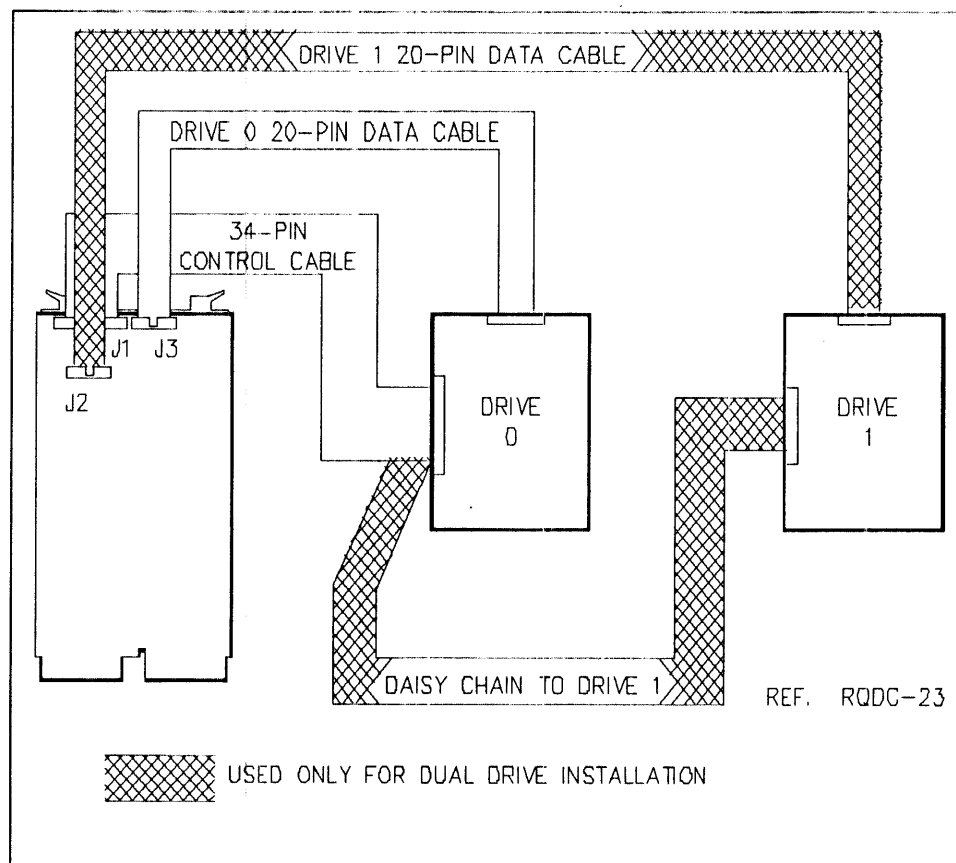 DRIVE 1 20-PIN DATA CABLE
DRIVE 0 20-PIN DATA CABLE
34-PIN
CONTROL CABLE
J1 J3
J2
DRIVE
0
DRIVE
1
DAISY CHAIN TO DRIVE 1
REF. RQDC-23
USED ONLY FOR DUAL DRIVE INSTALLATION